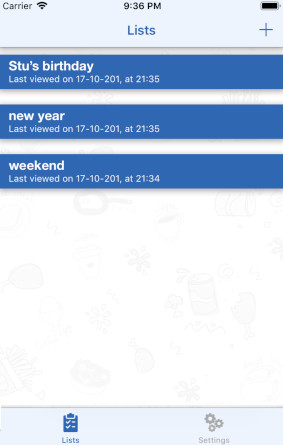 Carrier 9:36 PM
Lists
Stu's birthday
Last viewed on 17-10-201, at 21:35
new year
Last viewed on 17-10-201, at 21:35
weekend
Last viewed on 17-10-201, at 21:34
Lists Settings